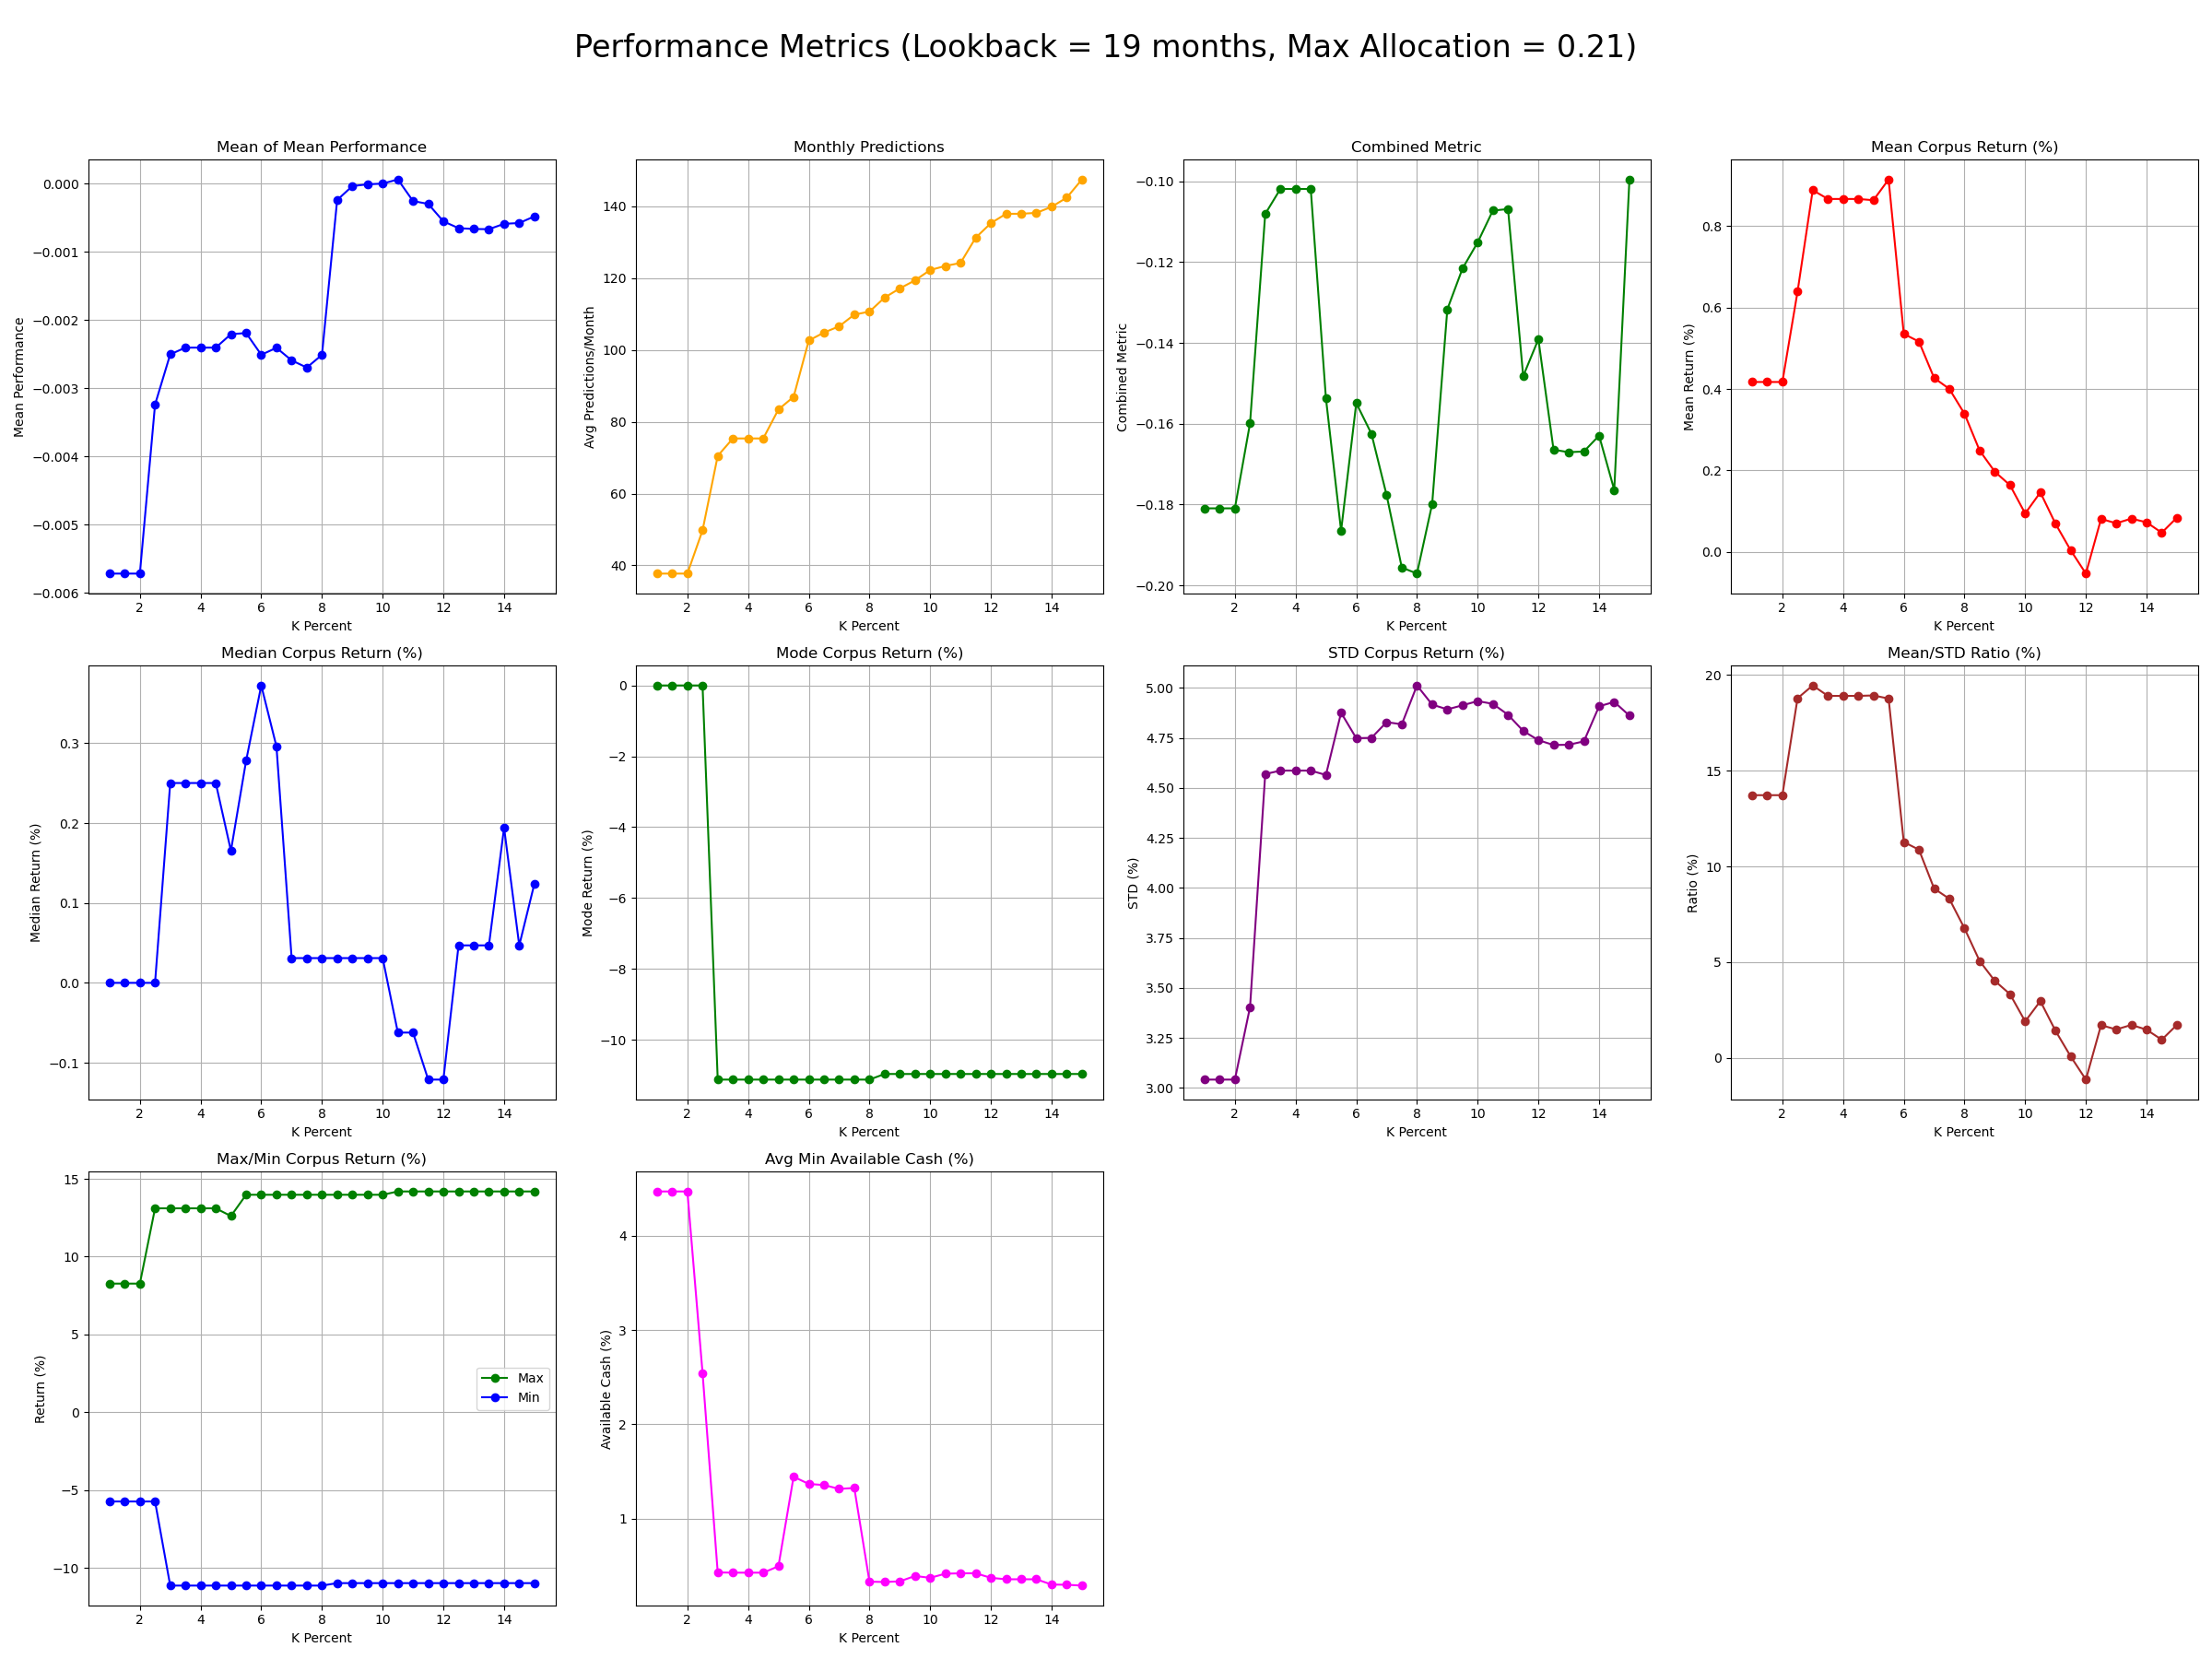 Performance Metrics (Lookback = 19 months, Max Allocation = 0.21)
Mean of Mean Performance
Mean Performance
0.000
−0.001
−0.002
−0.003
−0.004
−0.005
−0.006
2 4 6 8 10 12 14
K Percent
Monthly Predictions
Avg Predictions/Month
140
120
100
80
60
40
2 4 6 8 10 12 14
K Percent
Combined Metric
Combined Metric
−0.10
−0.12
−0.14
−0.16
−0.18
−0.20
2 4 6 8 10 12 14
K Percent
Mean Corpus Return (%)
Mean Return (%)
0.8
0.6
0.4
0.2
0.0
2 4 6 8 10 12 14
K Percent
Median Corpus Return (%)
Median Return (%)
0.3
0.2
0.1
0.0
−0.1
2 4 6 8 10 12 14
K Percent
Mode Corpus Return (%)
Mode Return (%)
0
−2
−4
−6
−8
−10
2 4 6 8 10 12 14
K Percent
STD Corpus Return (%)
STD (%)
5.00
4.75
4.50
4.25
4.00
3.75
3.50
3.25
3.00
2 4 6 8 10 12 14
K Percent
Mean/STD Ratio (%)
Ratio (%)
20
15
10
5
0
2 4 6 8 10 12 14
K Percent
Max/Min Corpus Return (%)
Return (%)
15
10
5
0
−5
−10
Max
Min
2 4 6 8 10 12 14
K Percent
Avg Min Available Cash (%)
Available Cash (%)
4
3
2
1
2 4 6 8 10 12 14
K Percent